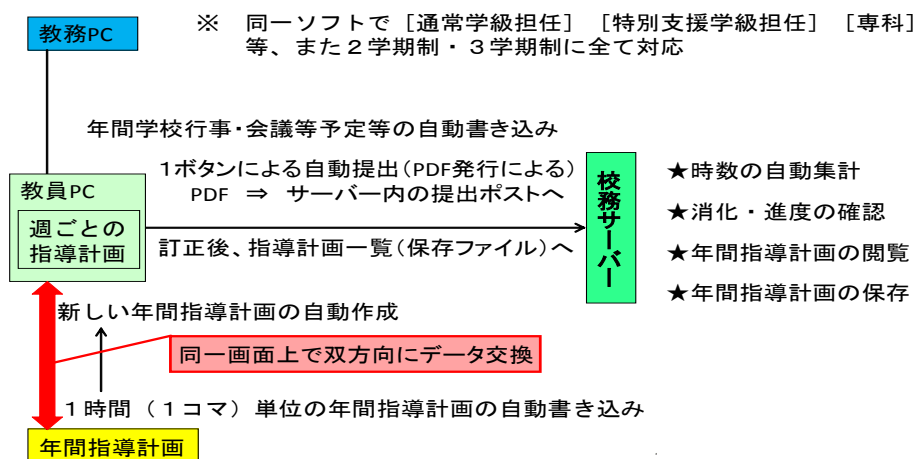 教務PC
※ 同一ソフトで［通常学級担任］［特別支援学級担任］［専科］
等、また２学期制・３学期制に全て対応
年間学校行事・会議等予定等の自動書き込み
1ボタンによる自動提出（PDF発行による）
PDF ⇒ サーバー内の提出ポストへ
教員PC
週ごとの
指導計画
訂正後、指導計画一覧（保存ファイル）へ
校務サーバー
★時数の自動集計
★消化・進度の確認
★年間指導計画の閲覧
★年間指導計画の保存
新しい年間指導計画の自動作成
同一画面上で双方向にデータ交換
１時間（１コマ）単位の年間指導計画の自動書き込み
年間指導計画